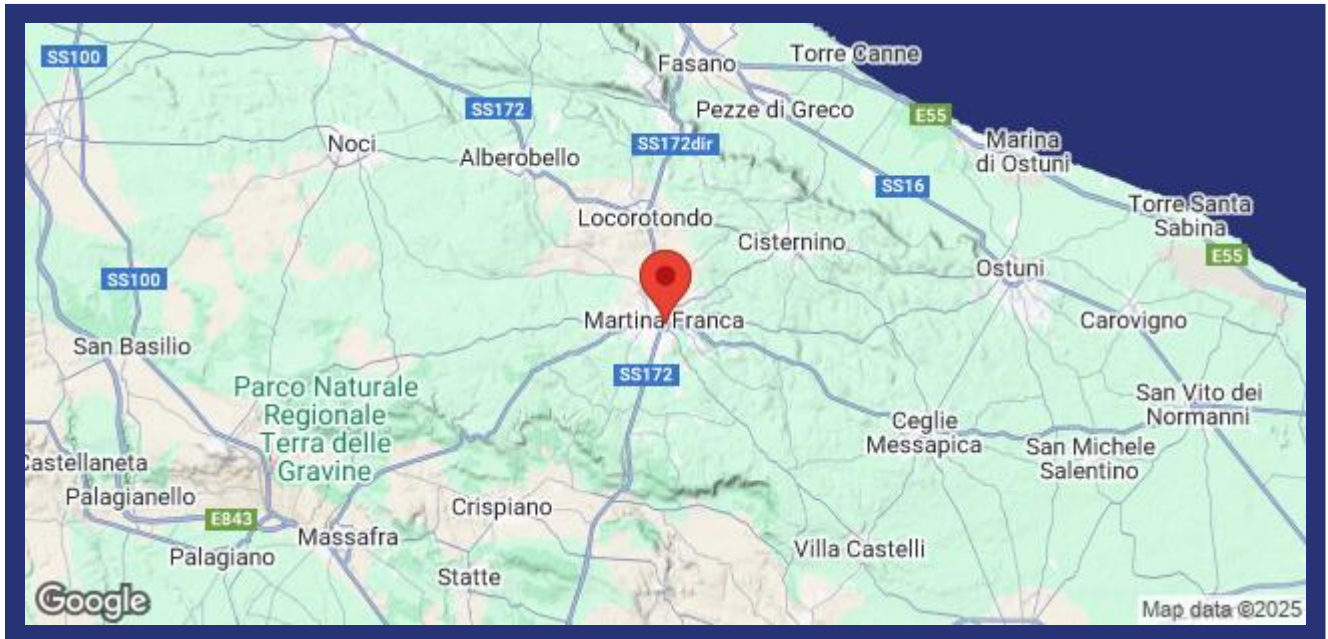 SS100
Fasano
Torre Canne
SS172
Pezze di Greco
E55
Noci
Alberobello
SS172dir
Marina
di Ostuni
SS16
Locorotondo
Torre Santa
Sabina
Cisternino
E55
SS100
Ostuni
Martina Franca
Carovigno
San Basilio
SS172
Parco Naturale
Regionale
Terra delle
Gravine
San Vito dei
Normanni
Ceglie
Messapica
San Michele
Salentino
Castellaneta
Palagianello
Crispiano
E843
Massafra
Palagiano
Villa Castelli
Statte
Google
Map data ©2025